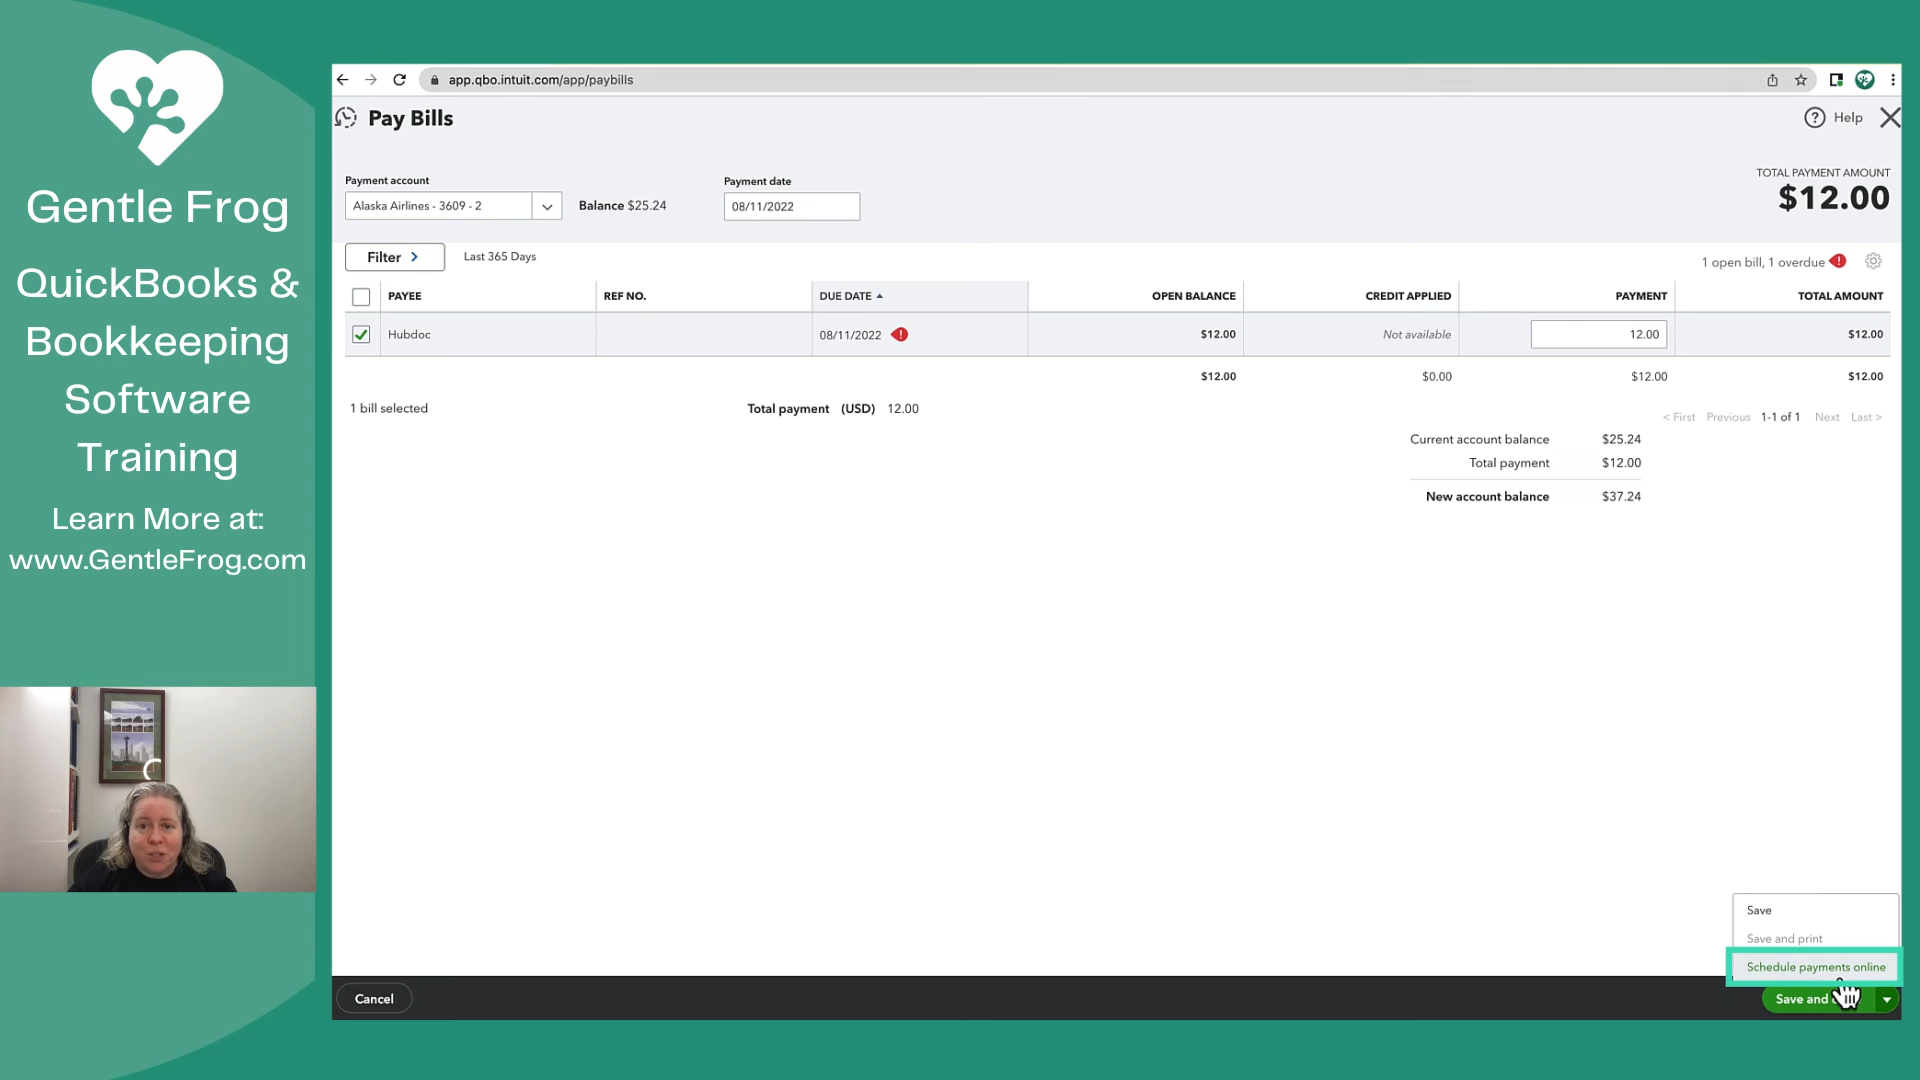 Gentle Frog
QuickBooks &
Bookkeeping
Software
Training
Learn More at:
www.GentleFrog.com
app.qbo.intuit.com/app/paybills
Pay Bills
Help
Payment account
Alaska Airlines - 3609 - 2
Balance $25.24
Payment date
08/11/2022
TOTAL PAYMENT AMOUNT
$12.00
Filter
Last 365 Days
1 open bill, 1 overdue
PAYEE REF NO. DUE DATE OPEN BALANCE CREDIT APPLIED PAYMENT TOTAL AMOUNT
Hubdoc 08/11/2022 $12.00 Not available 12.00 $12.00
$12.00 $0.00 $12.00 $12.00
1 bill selected
Total payment (USD) 12.00
< First Previous 1-1 of 1 Next Last >
Current account balance $25.24
Total payment $12.00
New account balance $37.24
Save
Save and print
Schedule payments online
Cancel
Save and